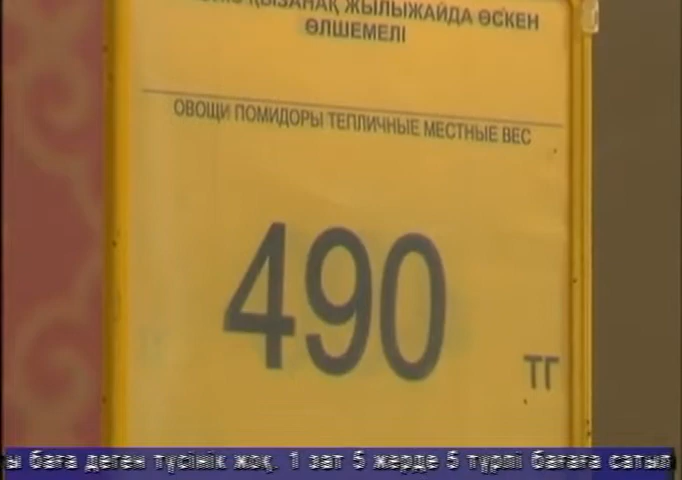 ҚЫЗАНАҚ ЖЫЛЫЖАЙДА ӨСКЕН
ӨЛШЕМЕЛІ
ОВОЩИ ПОМИДОРЫ ТЕПЛИЧНЫЕ МЕСТНЫЕ ВЕС
490
ТГ
ы баға деген түсінік жоқ. 1 зат 5 жерде 5 түрлі бағаға сатыл